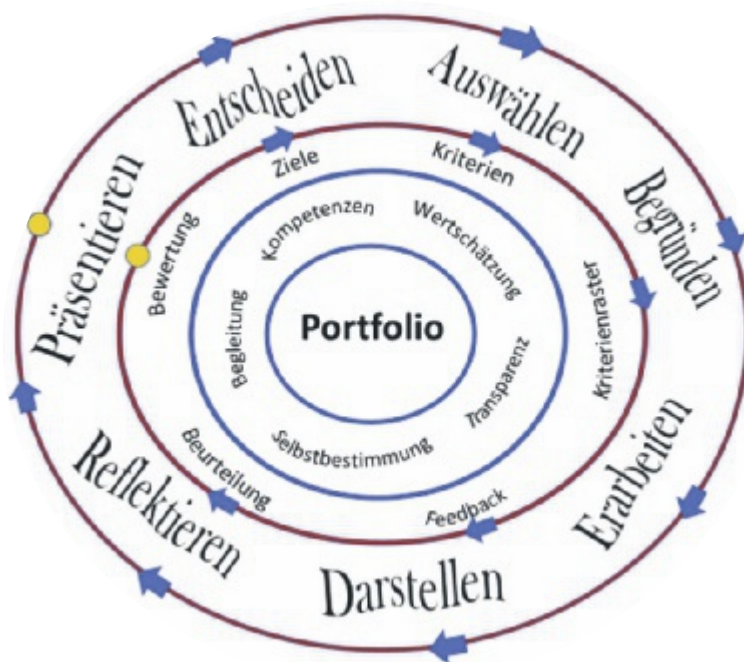 Entscheiden
Auswählen
Begründen
Erarbeiten
Darstellen
Reflektieren
Präsentieren
Ziele
Kriterien
Kriterienraster
Feedback
Beurteilung
Bewertung
Kompetenzen
Wertschätzung
Transparenz
Selbstbestimmung
Begleitung
Portfolio